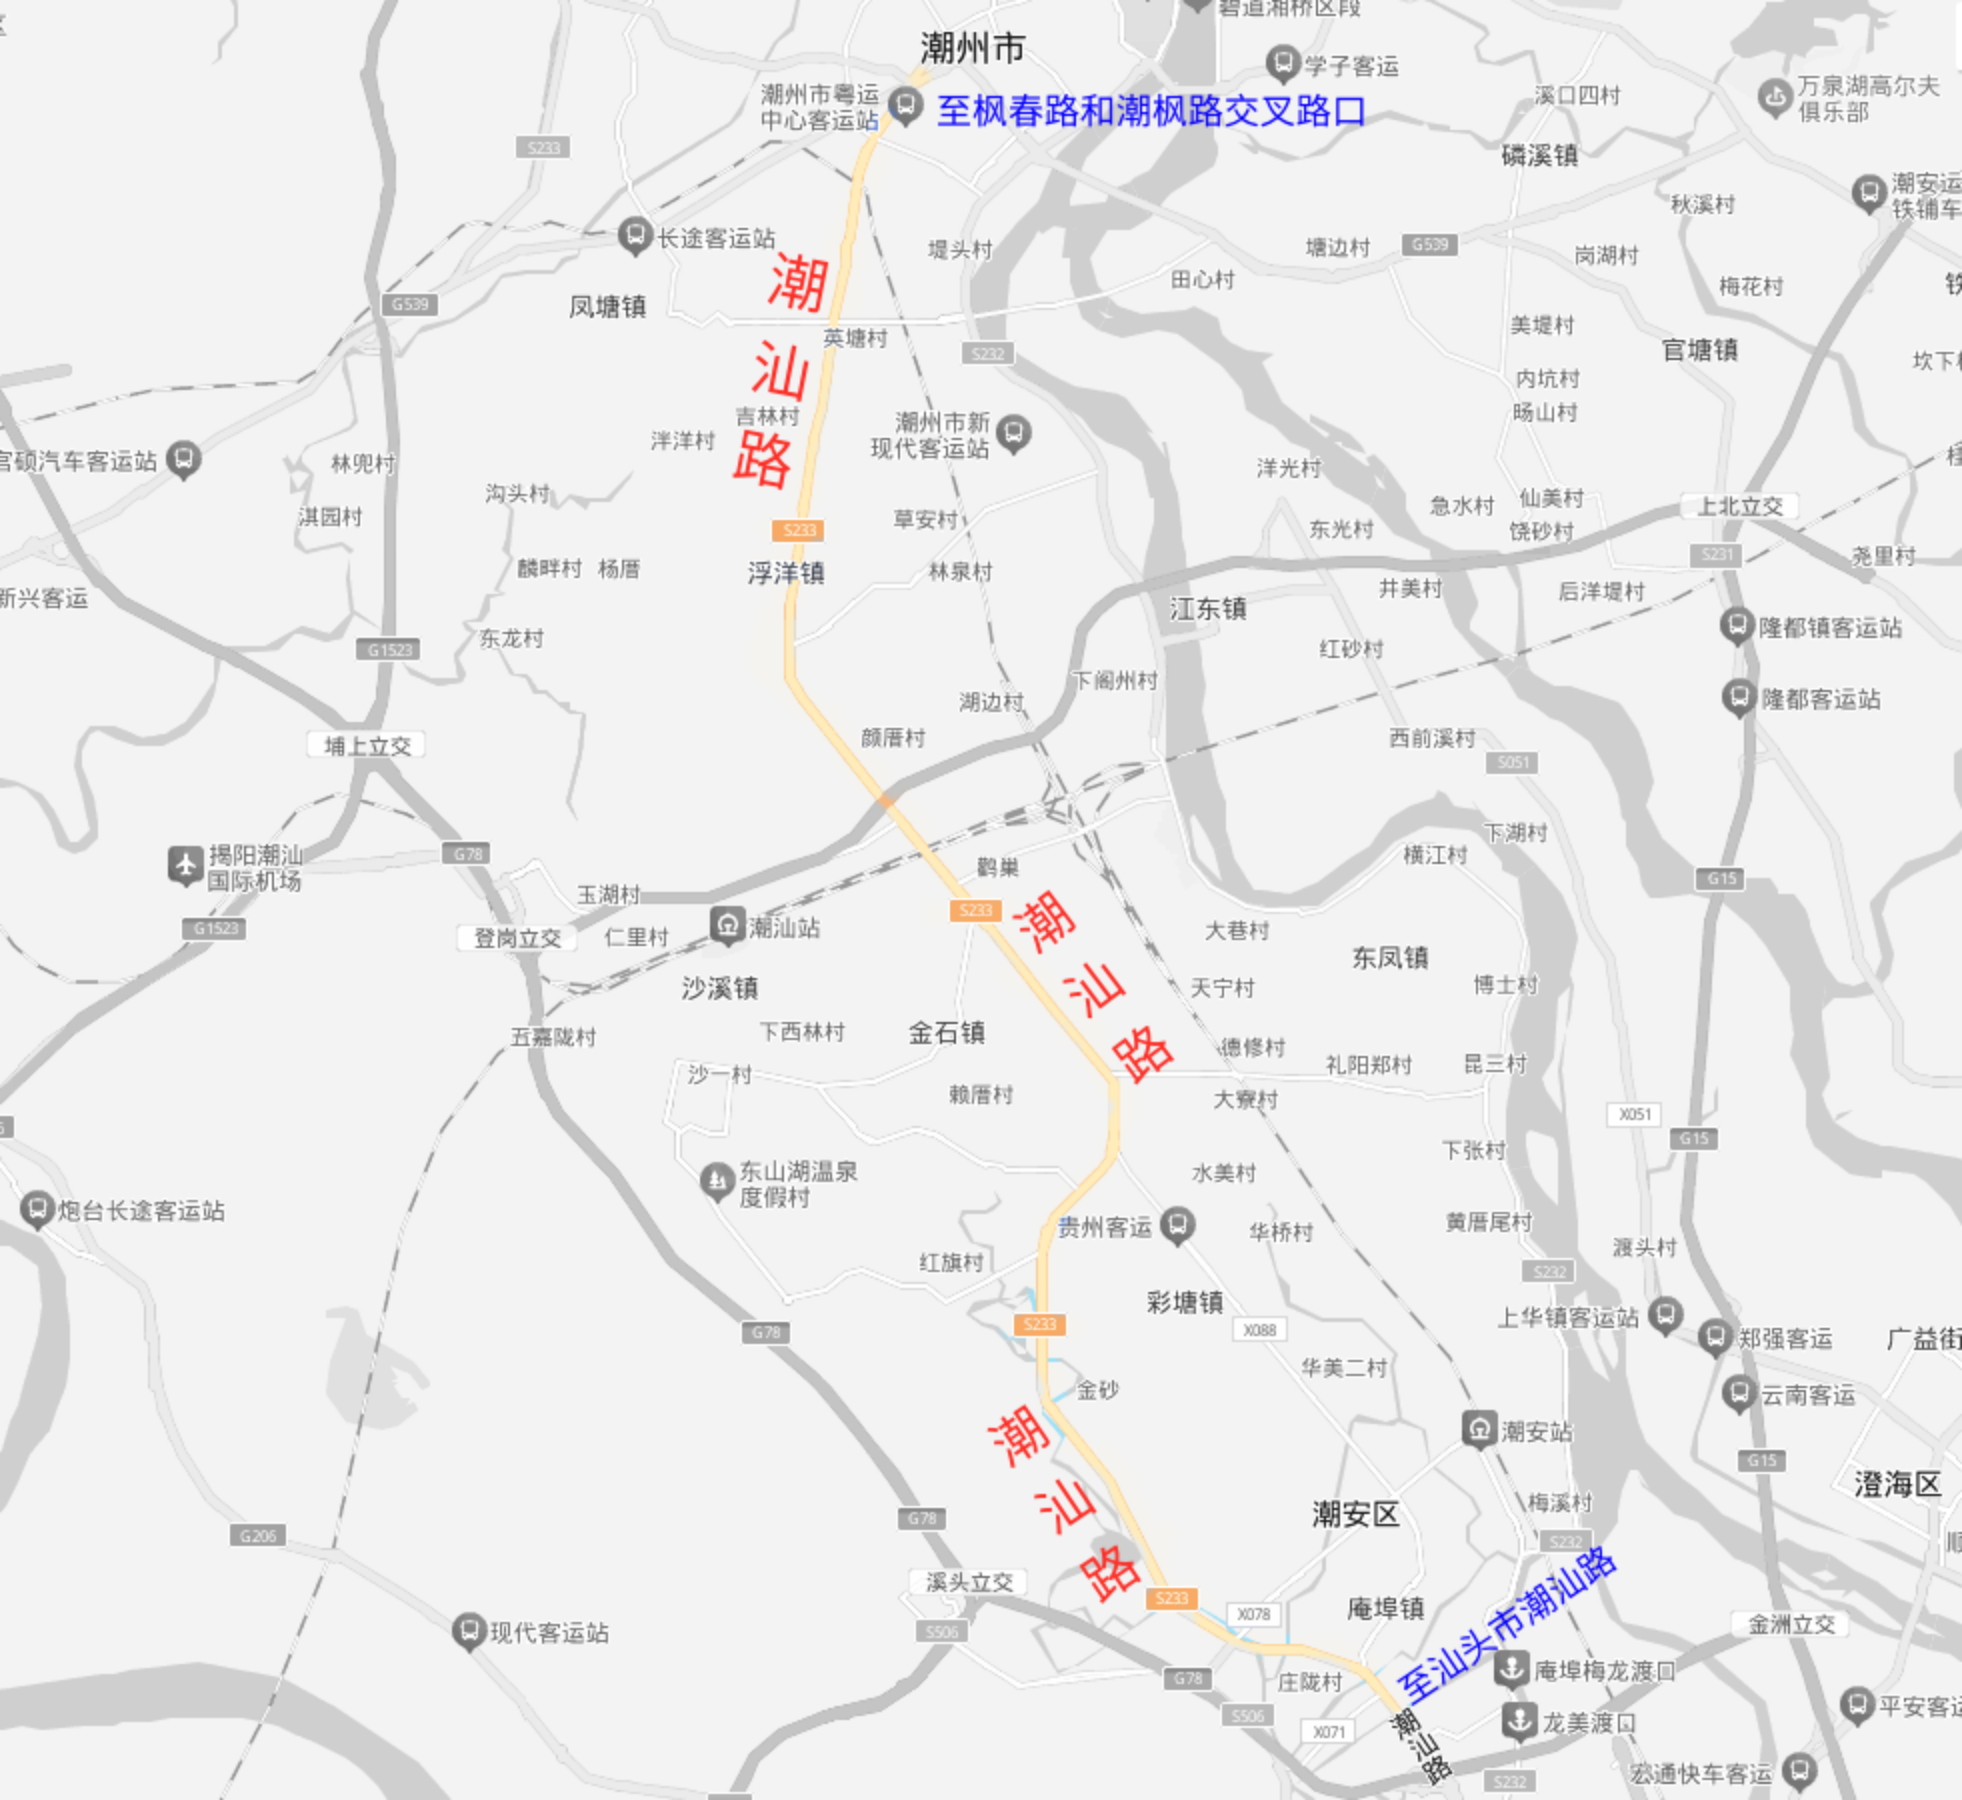 碧道湘桥区段
潮州市
学子客运
万泉湖高尔夫
俱乐部
潮州市粤运
中心客运站
至枫春路和潮枫路交叉路口
溪口四村
S233
磷溪镇
潮安运
铁铺车
秋溪村
长途客运站
堤头村
塘边村
G539
岗湖村
田心村
梅花村
铁
潮
汕
路
G539
凤塘镇
英塘村
美堤村
S232
官塘镇
坎下
内坑村
旸山村
吉林村
洋洋村
潮州市新
现代客运站
官硕汽车客运站
林兜村
洋光村
沟头村
急水村
仙美村
上北立交
淇园村
S233
草安村
东光村
饶砂村
S231
尧里村
新兴客运
麟畔村
杨厝
浮洋镇
林泉村
井美村
后洋堤村
江东镇
隆都镇客运站
G1523
东龙村
红砂村
下阁州村
湖边村
隆都客运站
埔上立交
颜厝村
西前溪村
S051
下湖村
揭阳潮汕
国际机场
G78
鹳巢
横江村
G15
玉湖村
S233
潮
汕
路
G1523
登岗立交
仁里村
潮汕站
大巷村
东凤镇
沙溪镇
天宁村
博士村
五嘉陇村
下西林村
金石镇
德修村
礼阳郑村
昆三村
沙一村
赖厝村
大寮村
X051
G15
下张村
东山湖温泉
度假村
水美村
炮台长途客运站
贵州客运
华桥村
黄厝尾村
渡头村
红旗村
S232
彩塘镇
上华镇客运站
G78
S233
X088
郑强客运
广益街
华美二村
金砂
云南客运
潮
汕
路
潮安站
G15
澄海区
梅溪村
潮安区
G78
G206
S232
顺
溪头立交
S233
X078
庵埠镇
至汕头市潮汕路
金洲立交
现代客运站
S506
庵埠梅龙渡口
G78
庄陇村
S506
X071
潮汕路
龙美渡口
平安客运
S232
宏通快车客运